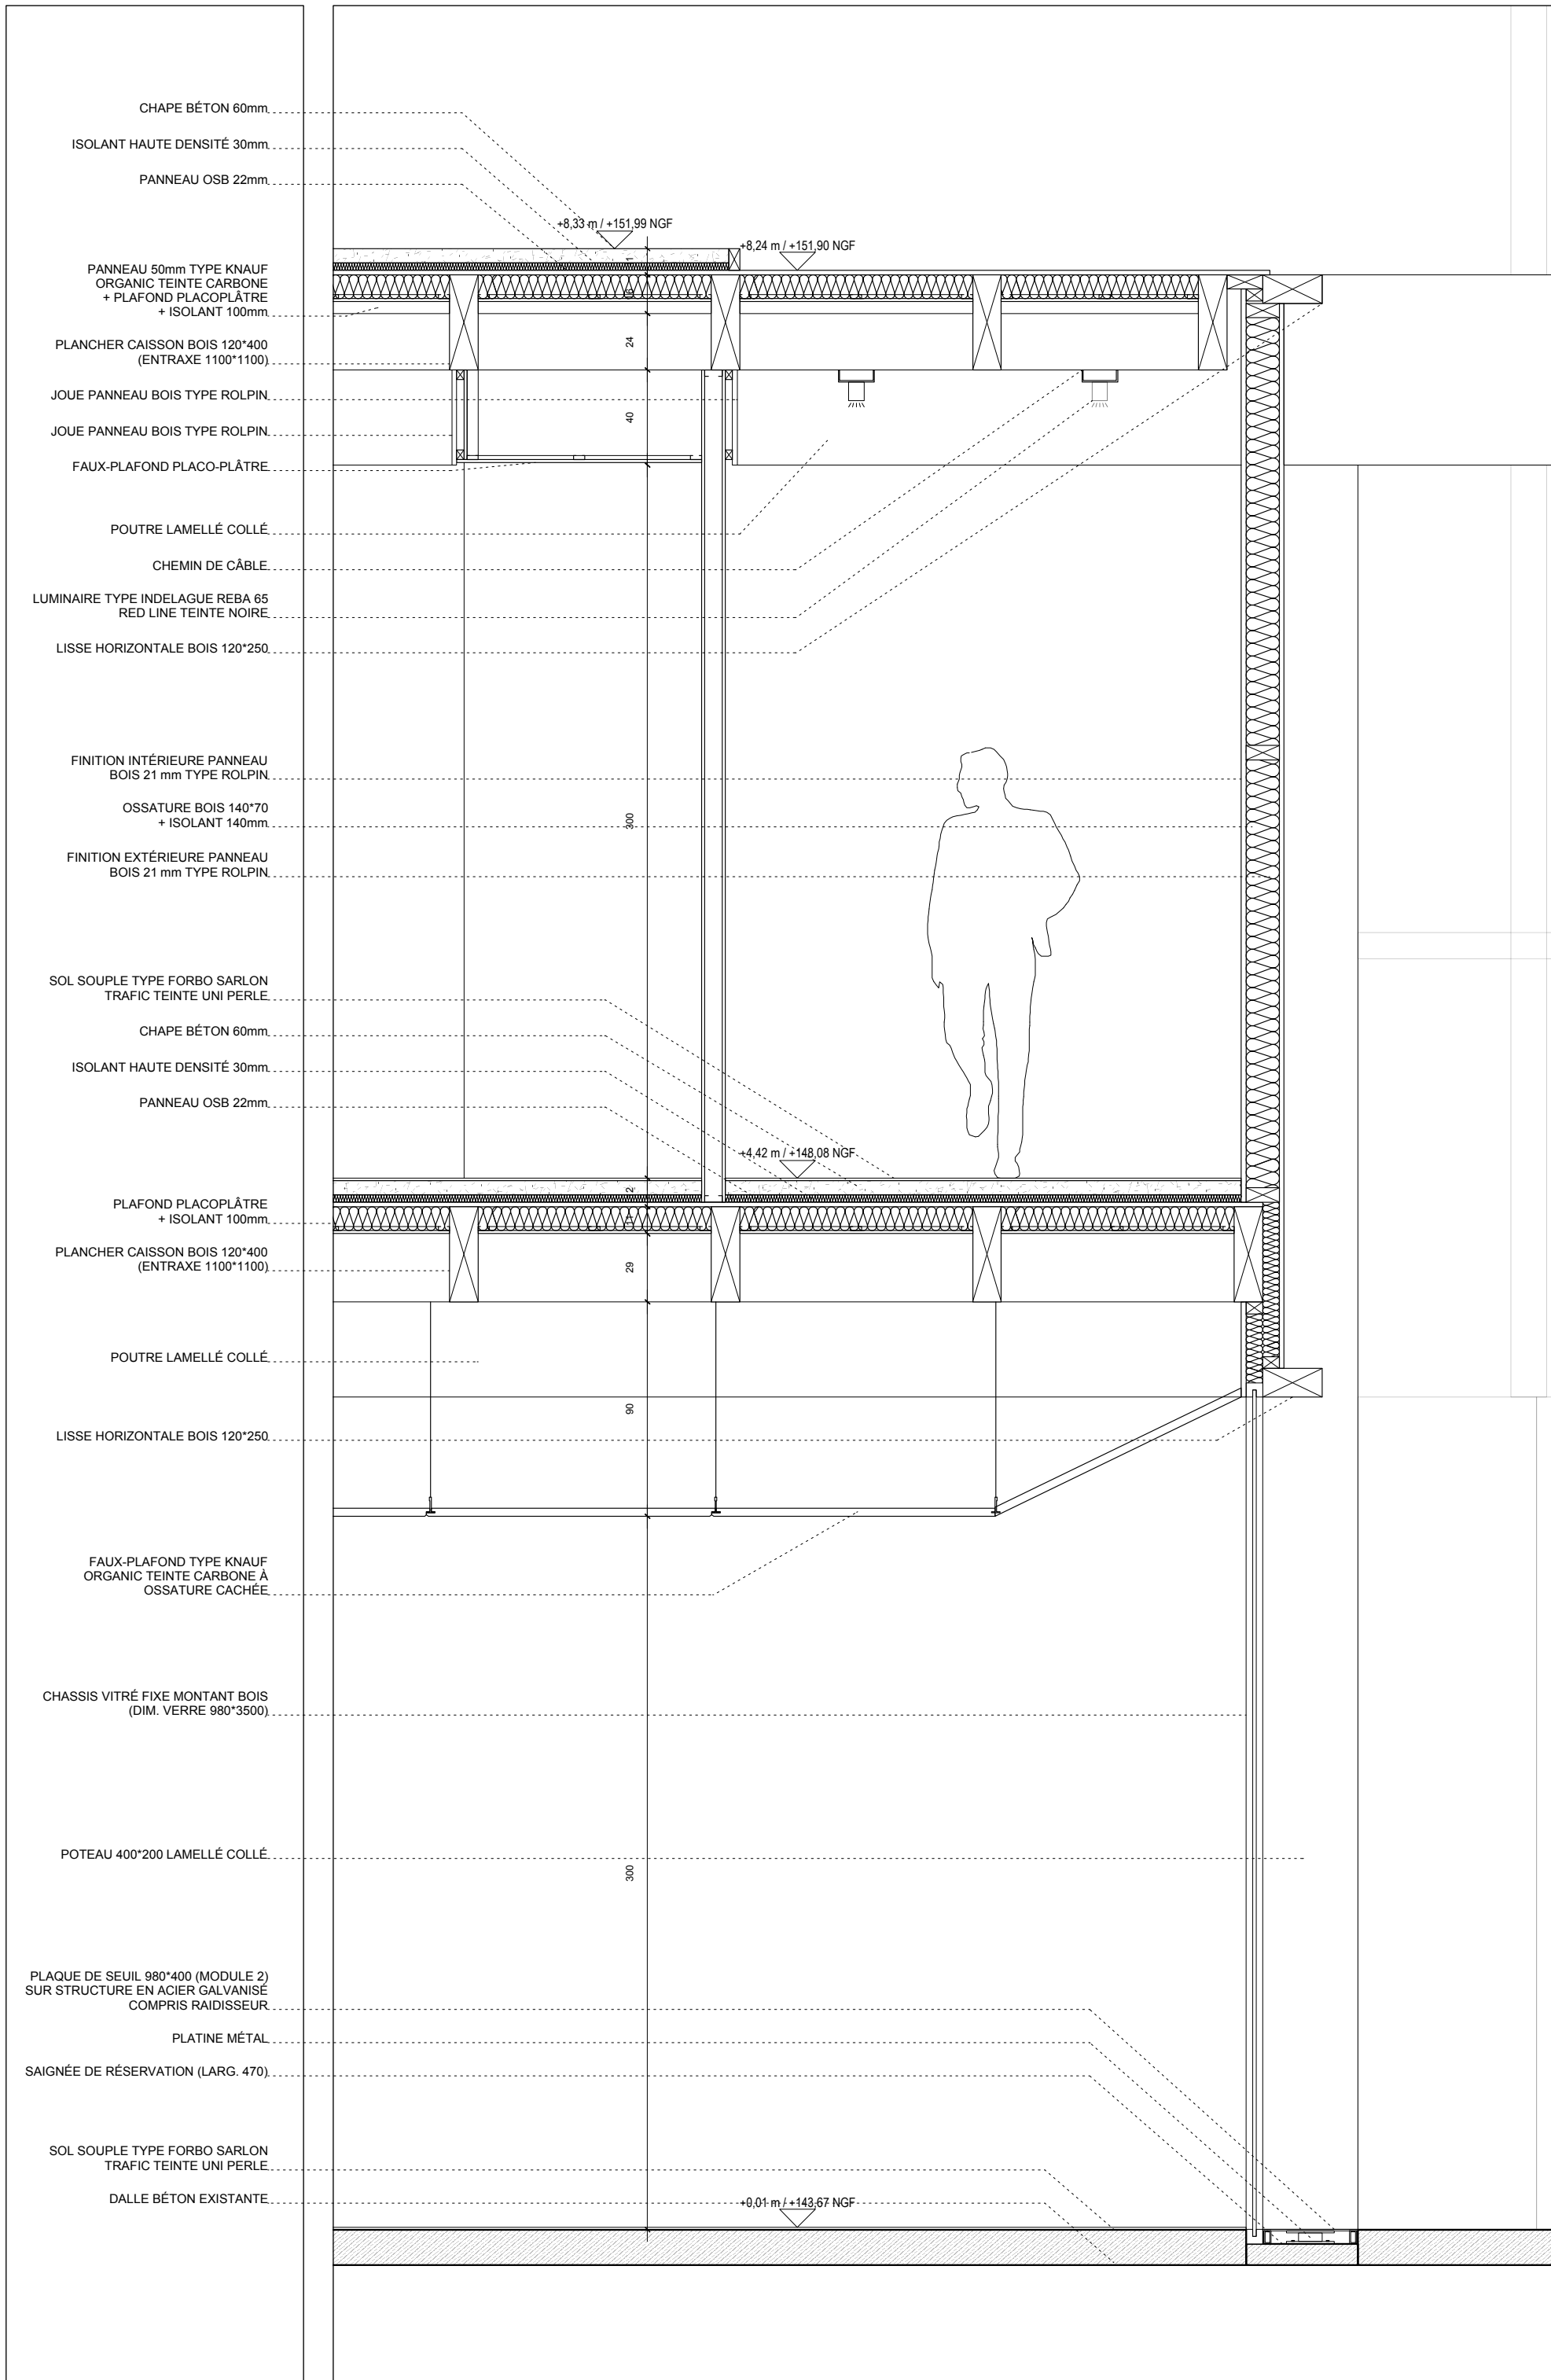 CHAPE BÉTON 60mm
ISOLANT HAUTE DENSITÉ 30mm
PANNEAU OSB 22mm
+8,33 m / +151,99 NGF
+8,24 m / +151,90 NGF
PANNEAU 50mm TYPE KNAUF
ORGANIC TEINTE CARBONE
+ PLAFOND PLACOPLÂTRE
+ ISOLANT 100mm
PLANCHER CAISSON BOIS 120*400
(ENTRAXE 1100*1100)
JOUE PANNEAU BOIS TYPE ROLPIN
JOUE PANNEAU BOIS TYPE ROLPIN
FAUX-PLAFOND PLACO-PLÂTRE
POUTRE LAMELLÉ COLLÉ
CHEMIN DE CÂBLE
LUMINAIRE TYPE INDELAGUE REBA 65
RED LINE TEINTE NOIRE
LISSE HORIZONTALE BOIS 120*250
1
16
24
40
FINITION INTÉRIEURE PANNEAU
BOIS 21 mm TYPE ROLPIN
OSSATURE BOIS 140*70
+ ISOLANT 140mm
300
FINITION EXTÉRIEURE PANNEAU
BOIS 21 mm TYPE ROLPIN
SOL SOUPLE TYPE FORBO SARLON
TRAFIC TEINTE UNI PERLE
CHAPE BÉTON 60mm
ISOLANT HAUTE DENSITÉ 30mm
PANNEAU OSB 22mm
+4,42 m / +148,08 NGF
PLAFOND PLACOPLÂTRE
+ ISOLANT 100mm
PLANCHER CAISSON BOIS 120*400
(ENTRAXE 1100*1100)
2
11
29
POUTRE LAMELLÉ COLLÉ
90
LISSE HORIZONTALE BOIS 120*250
FAUX-PLAFOND TYPE KNAUF
ORGANIC TEINTE CARBONE À
OSSATURE CACHÉE
CHASSIS VITRÉ FIXE MONTANT BOIS
(DIM. VERRE 980*3500)
POTEAU 400*200 LAMELLÉ COLLÉ
300
PLAQUE DE SEUIL 980*400 (MODULE 2)
SUR STRUCTURE EN ACIER GALVANISÉ
COMPRIS RAIDISSEUR
PLATINE MÉTAL
SAIGNÉE DE RÉSERVATION (LARG. 470)
SOL SOUPLE TYPE FORBO SARLON
TRAFIC TEINTE UNI PERLE
DALLE BÉTON EXISTANTE
+0,01 m / +143,67 NGF